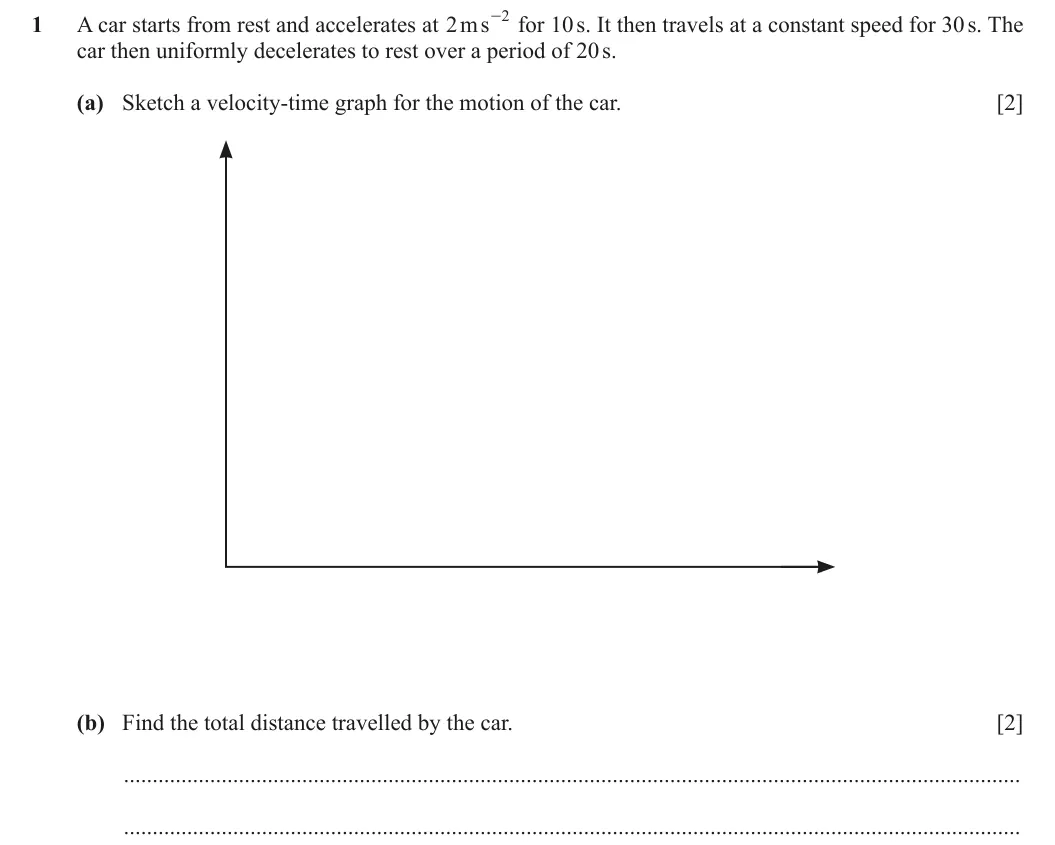 1 A car starts from rest and accelerates at 2 m s⁻² for 10 s. It then travels at a constant speed for 30 s. The
car then uniformly decelerates to rest over a period of 20 s.
(a) Sketch a velocity-time graph for the motion of the car. [2]
(b) Find the total distance travelled by the car. [2]